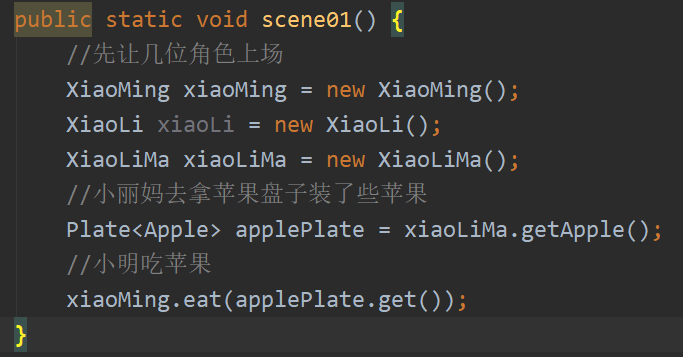 public static void scene01() {
//先让几位角色上场
XiaoMing xiaoMing = new XiaoMing();
XiaoLi xiaoLi = new XiaoLi();
XiaoLiMa xiaoLiMa = new XiaoLiMa();
//小丽妈去拿苹果盘子装了些苹果
Plate<Apple> applePlate = xiaoLiMa.getApple();
//小明吃苹果
xiaoMing.eat(applePlate.get());
}